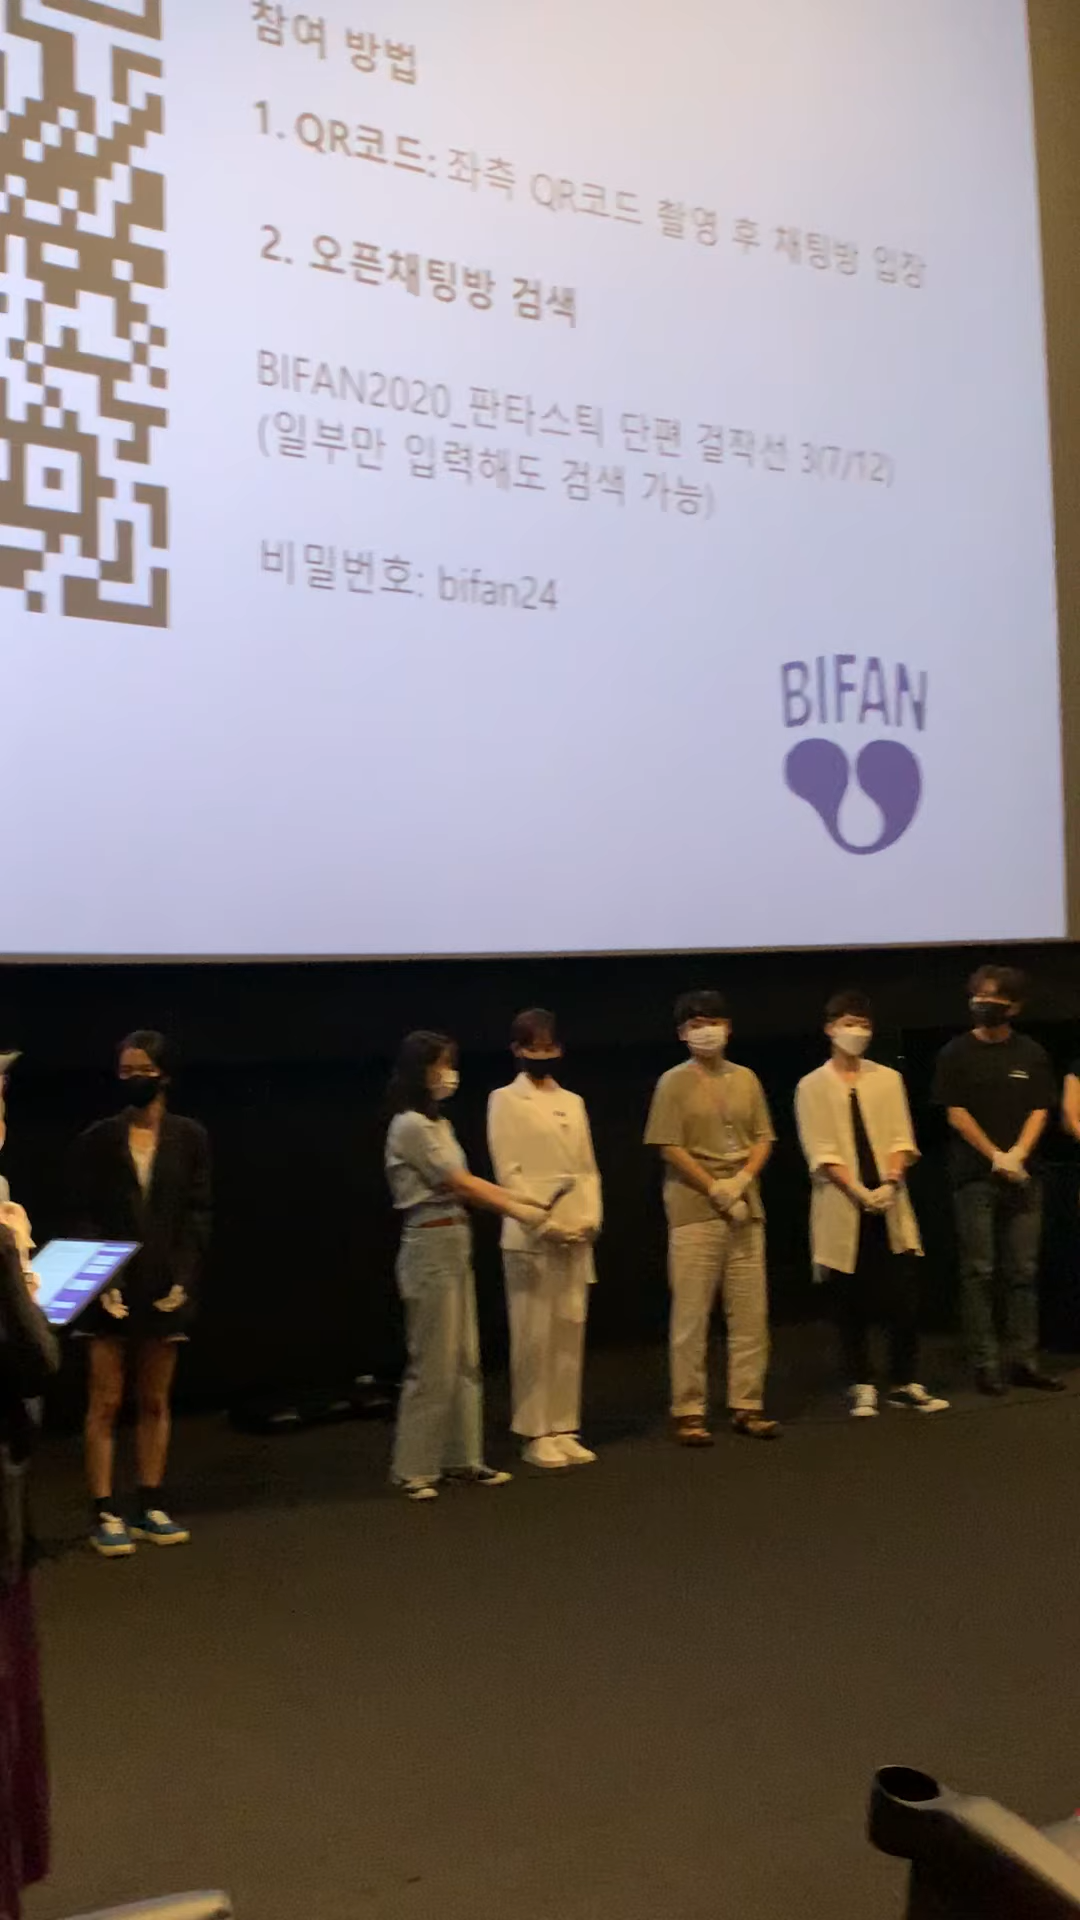 참여 방법
1. QR코드: 좌측 QR코드 촬영 후 채팅방 입장
2. 오픈채팅방 검색
BIFAN2020_판타스틱 단편 걸작선 3(7/12)
(일부만 입력해도 검색 가능)
비밀번호: bifan24
BIFAN